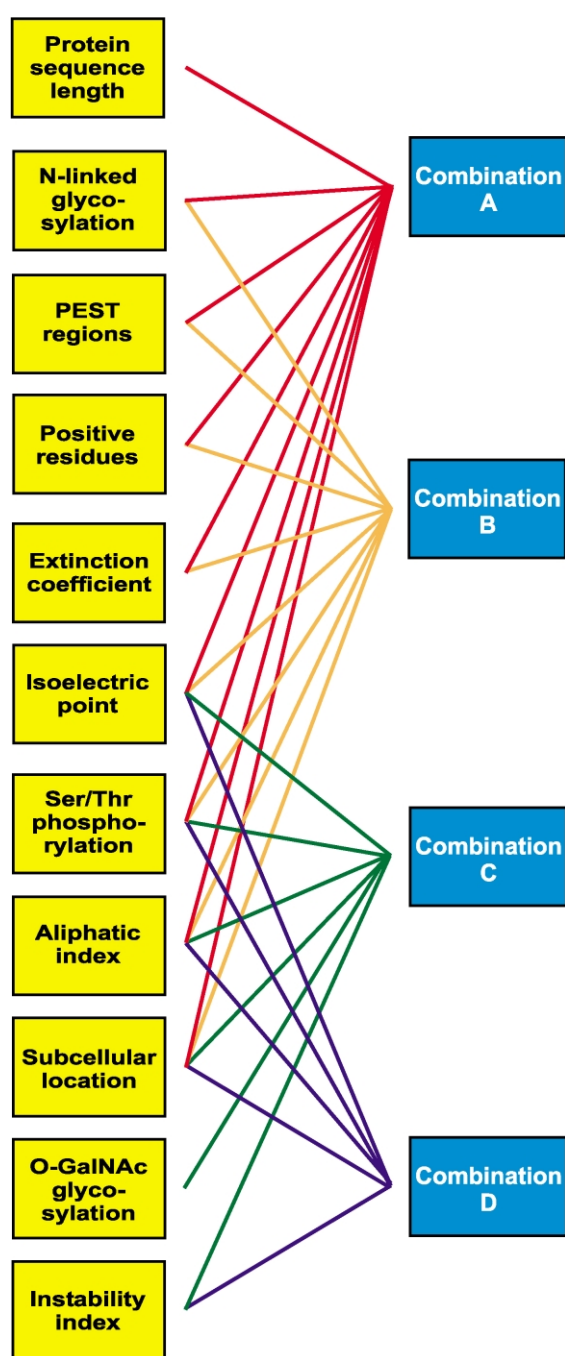 Protein
sequence
length
N-linked
glyco-
sylation
PEST
regions
Positive
residues
Extinction
coefficient
Isoelectric
point
Ser/Thr
phospho-
rylation
Aliphatic
index
Subcellular
location
O-GalNAc
glyco-
sylation
Instability
index
Combination
A
Combination
B
Combination
C
Combination
D